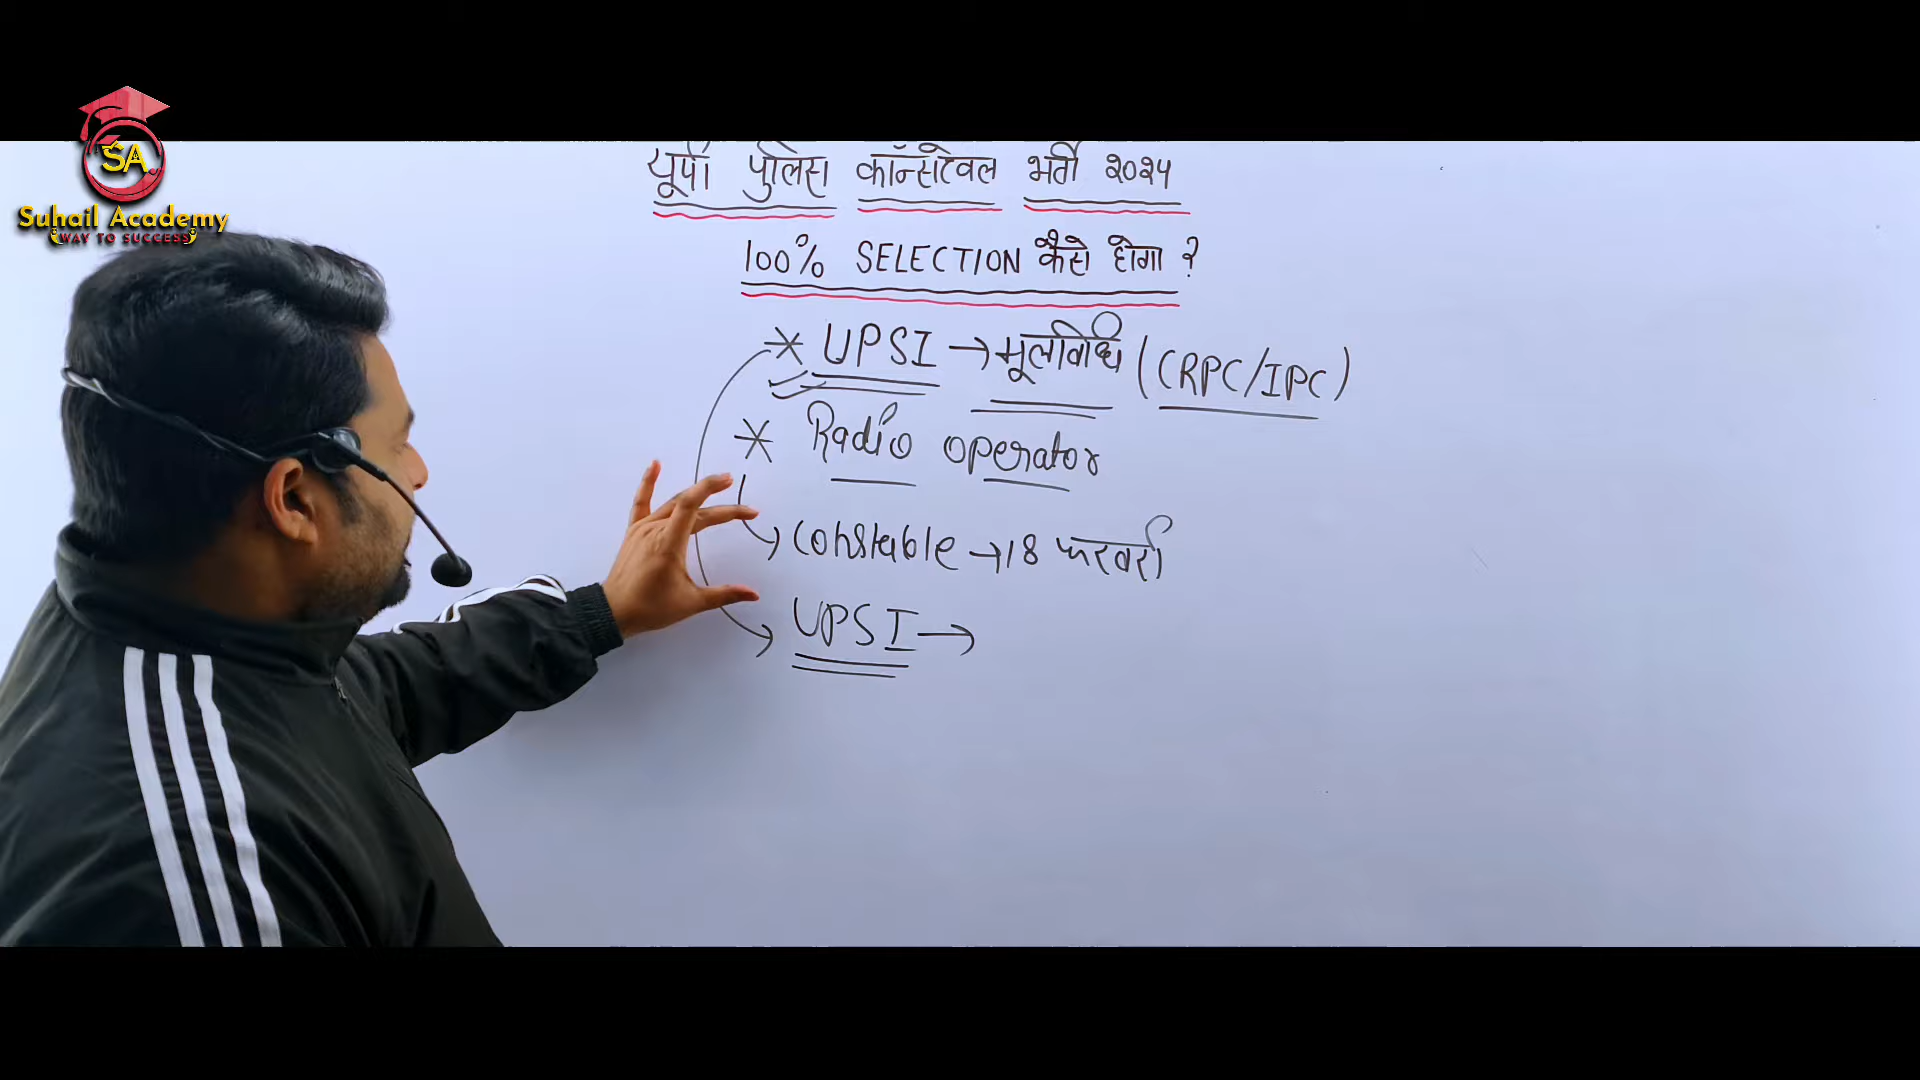 SA
Suhail Academy
WAY TO SUCCESS
यूपी पुलिस कॉन्सटेबल भर्ती २०२५
100% SELECTION कैसे होगा ?
* UPSI → मूलविधि (CRPC/IPC)
* Radio operator
→ Constable → 18 फरवरी
→ UPSI →